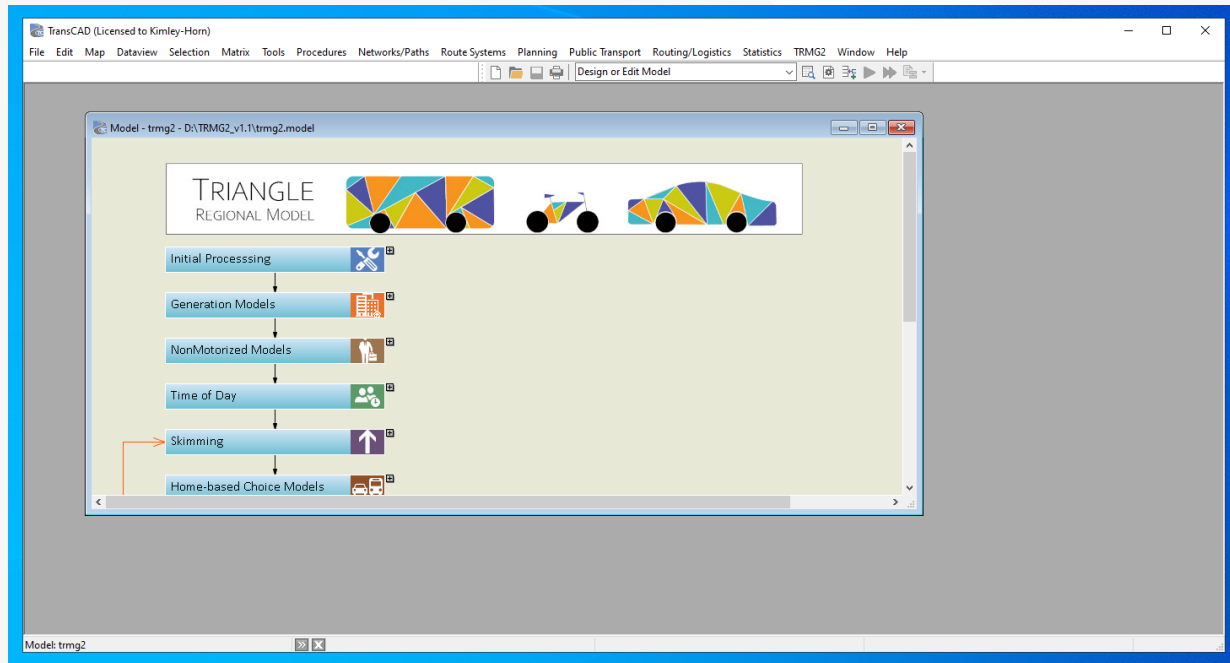 TransCAD (Licensed to Kimley-Horn)
File Edit Map Dataview Selection Matrix Tools Procedures Networks/Paths Route Systems Planning Public Transport Routing/Logistics Statistics TRMG2 Window Help
Design or Edit Model
Model - trmg2 - D:\TRMG2_v1.1\trmg2.model
TRIANGLE
REGIONAL MODEL
Initial Processsing
Generation Models
NonMotorized Models
Time of Day
Skimming
Home-based Choice Models
Model: trmg2